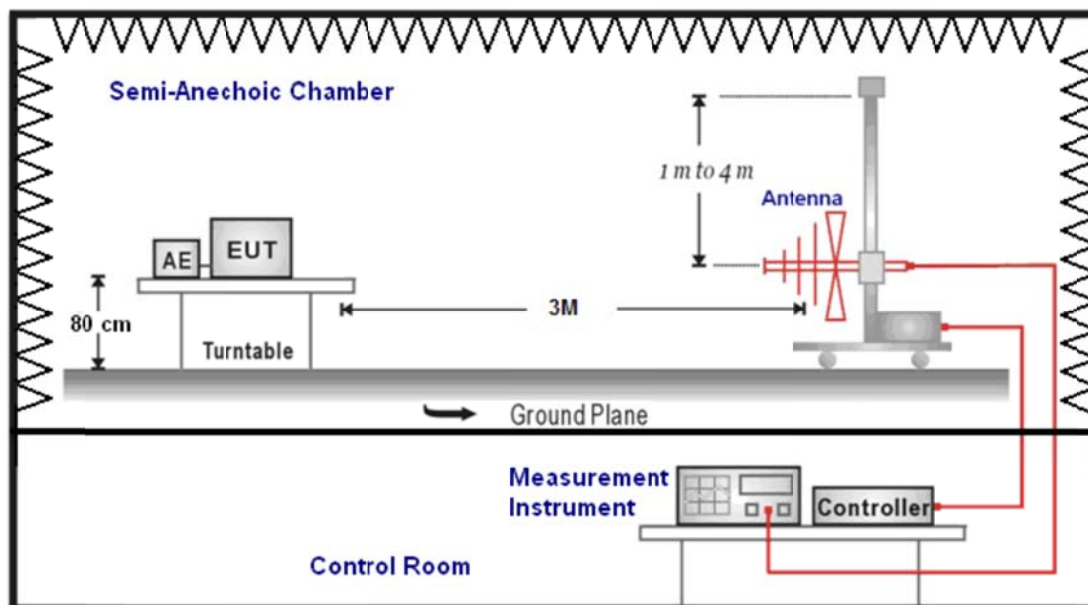 Semi-Anechoic Chamber
1 m to 4 m
Antenna
AE
EUT
3M
80 cm
Turntable
Ground Plane
Measurement
Instrument
Controller
Control Room